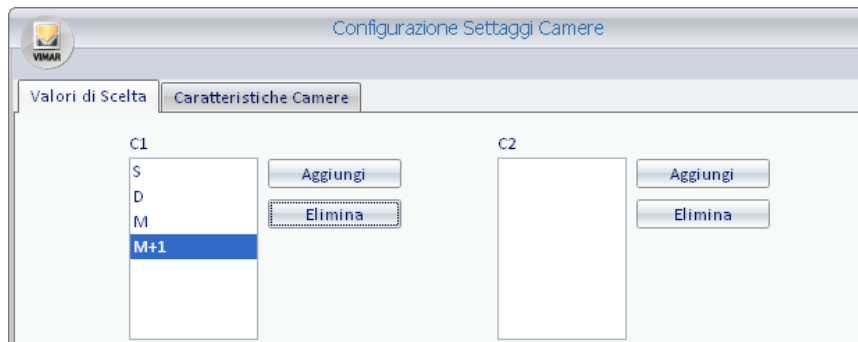 Configurazione Settaggi Camere
VIMAR
Valori di Scelta
Caratteristiche Camere
C1
C2
S
D
M
M+1
Aggiungi
Elimina
Aggiungi
Elimina